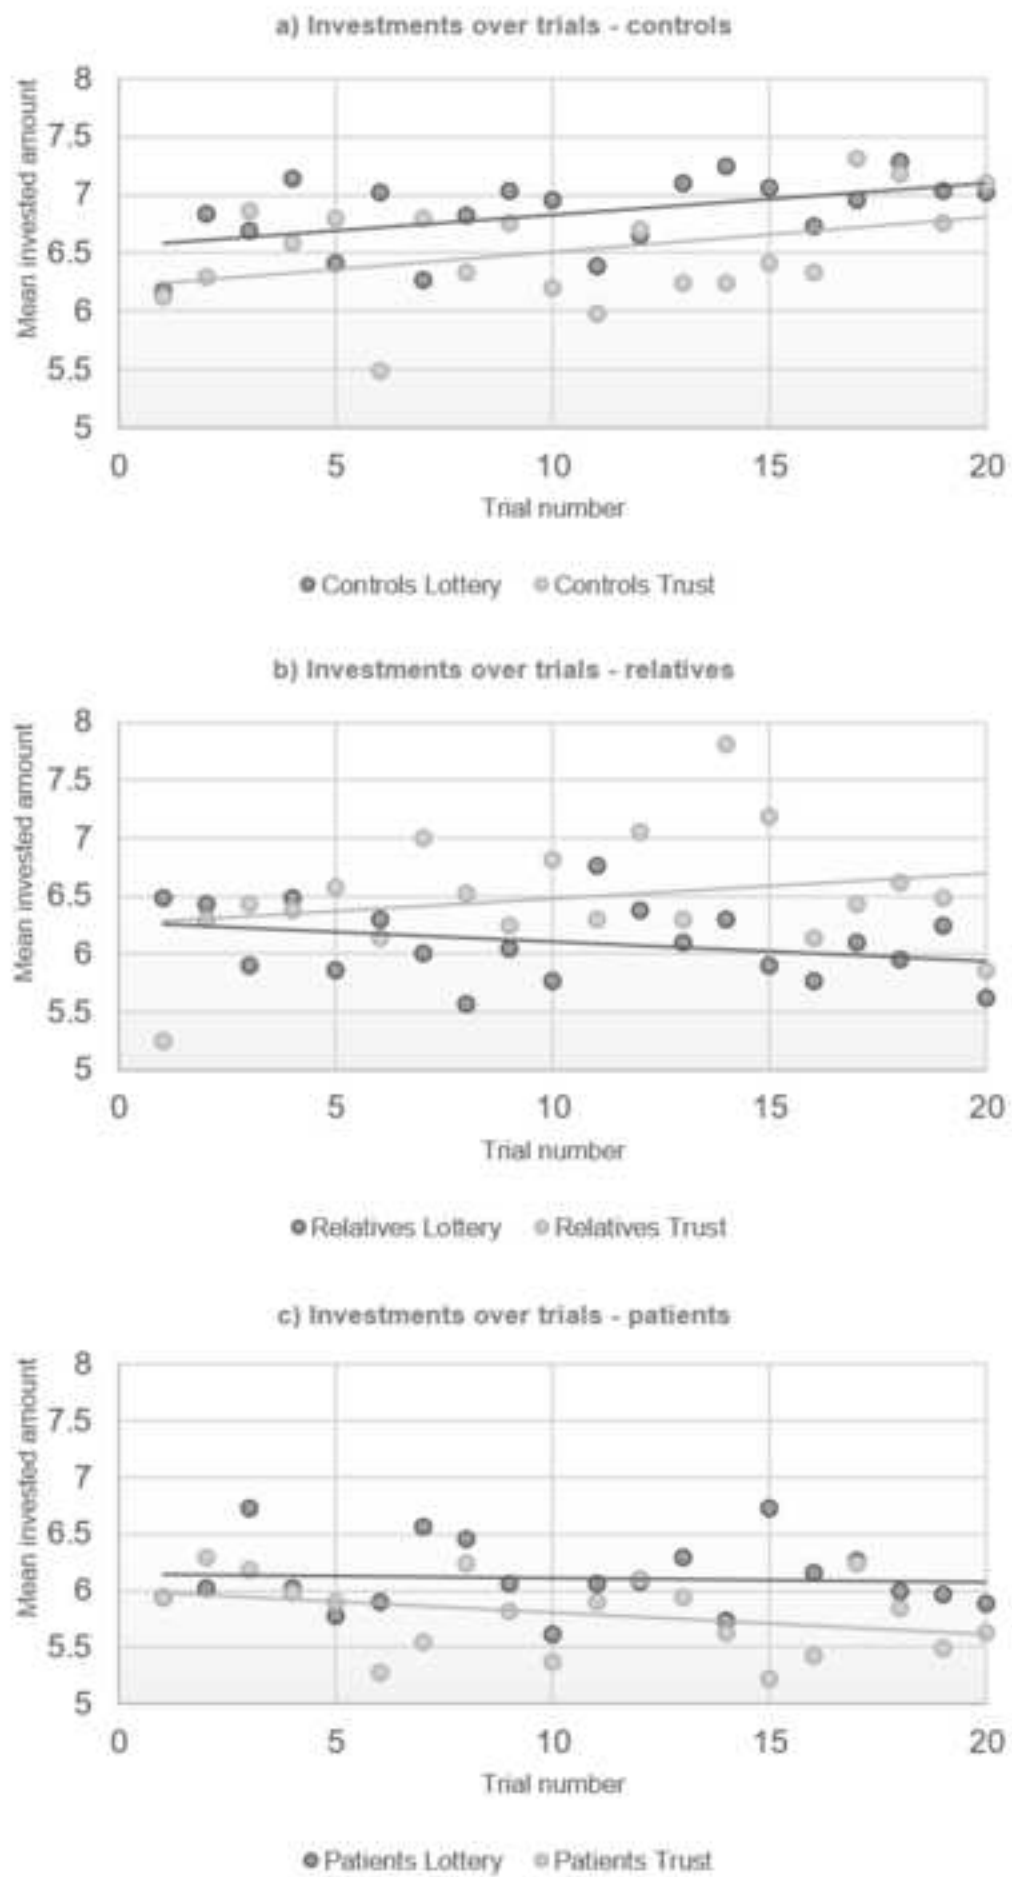 a) Investments over trials - controls
Mean invested amount
8
7.5
7
6.5
6
5.5
5
0 5 10 15 20
Trial number
Controls Lottery Controls Trust
b) Investments over trials - relatives
Mean invested amount
8
7.5
7
6.5
6
5.5
5
0 5 10 15 20
Trial number
Relatives Lottery Relatives Trust
c) Investments over trials - patients
Mean invested amount
8
7.5
7
6.5
6
5.5
5
0 5 10 15 20
Trial number
Patients Lottery Patients Trust